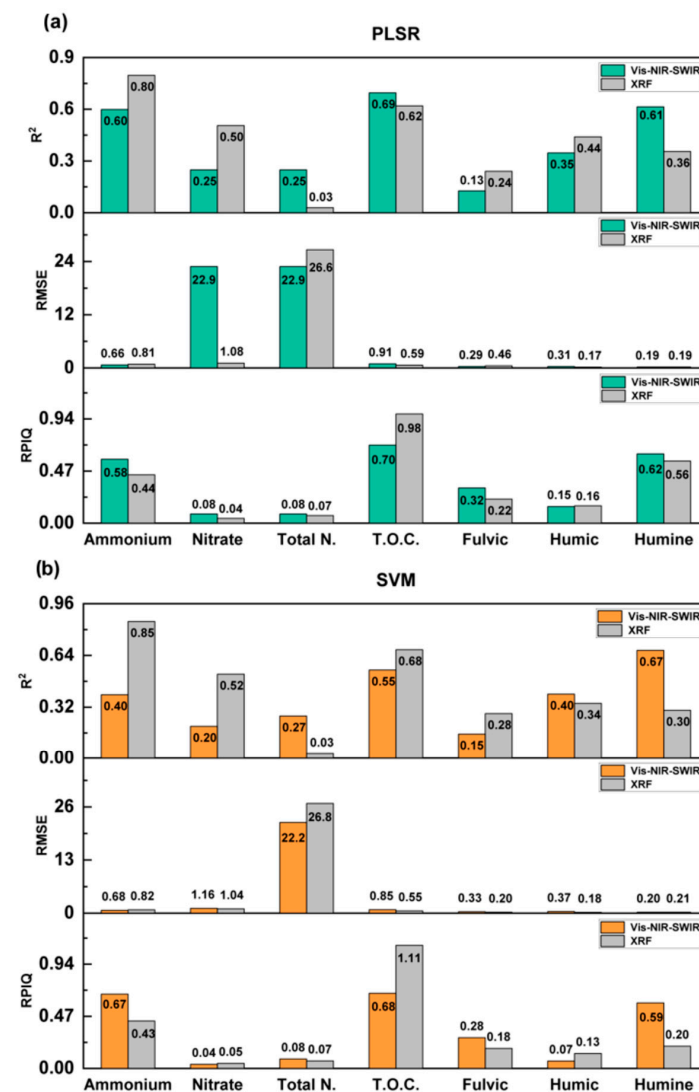 (a)
PLSR
Vis-NIR-SWIR
XRF
R²
0.9
0.6
0.3
0.0
0.60 0.80 0.25 0.50 0.25 0.03 0.69 0.62 0.13 0.24 0.35 0.44 0.61 0.36
Vis-NIR-SWIR
XRF
RMSE
24
12
0
0.66 0.81 22.9 1.08 22.9 26.6 0.91 0.59 0.29 0.46 0.31 0.17 0.19 0.19
Vis-NIR-SWIR
XRF
RPIQ
0.94
0.47
0.00
0.58 0.44 0.08 0.04 0.08 0.07 0.70 0.98 0.32 0.22 0.15 0.16 0.62 0.56
Ammonium Nitrate Total N. T.O.C. Fulvic Humic Humine
(b)
SVM
Vis-NIR-SWIR
XRF
R²
0.96
0.64
0.32
0.00
0.40 0.85 0.20 0.52 0.27 0.03 0.55 0.68 0.15 0.28 0.40 0.34 0.67 0.30
Vis-NIR-SWIR
XRF
RMSE
26
13
0
0.68 0.82 1.16 1.04 22.2 26.8 0.85 0.55 0.33 0.20 0.37 0.18 0.20 0.21
Vis-NIR-SWIR
XRF
RPIQ
0.94
0.47
0.00
0.67 0.43 0.04 0.05 0.08 0.07 0.68 1.11 0.28 0.18 0.07 0.13 0.59 0.20
Ammonium Nitrate Total N. T.O.C. Fulvic Humic Humine